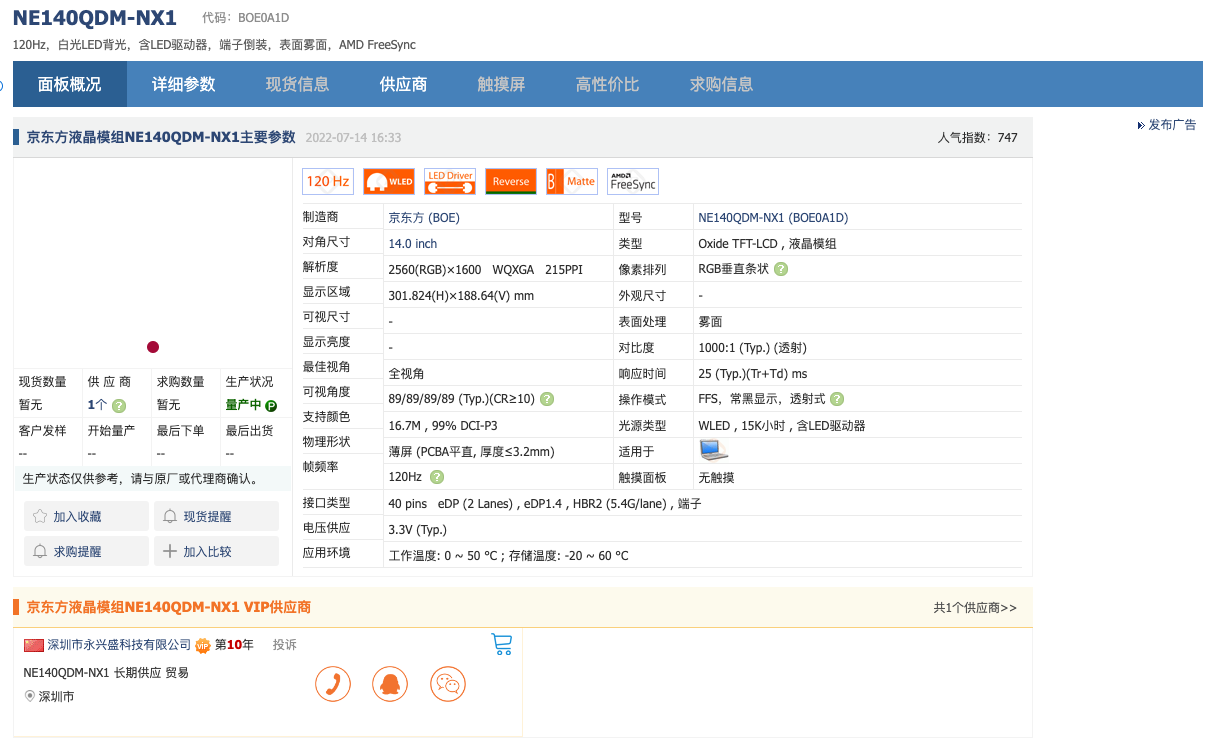 NE140QDM-NX1 代码：BOE0A1D
120Hz，白光LED背光，含LED驱动器，端子倒装，表面雾面，AMD FreeSync
面板概况 详细参数 现货信息 供应商 触摸屏 高性价比 求购信息
京东方液晶模组NE140QDM-NX1主要参数 2022-07-14 16:33 人气指数：747
发布广告
120 Hz WLED LED Driver Reverse B Matte AMD FreeSync
制造商 京东方 (BOE) 型号 NE140QDM-NX1 (BOE0A1D)
对角尺寸 14.0 inch 类型 Oxide TFT-LCD , 液晶模组
解析度 2560(RGB)×1600 WQXGA 215PPI 像素排列 RGB垂直条状 ?
显示区域 301.824(H)×188.64(V) mm 外观尺寸 -
可视尺寸 - 表面处理 雾面
显示亮度 - 对比度 1000:1 (Typ.) (透射)
最佳视角 全视角 响应时间 25 (Typ.)(Tr+Td) ms
可视角度 89/89/89/89 (Typ.)(CR≥10) ? 操作模式 FFS，常黑显示，透射式 ?
支持颜色 16.7M , 99% DCI-P3 光源类型 WLED , 15K小时 , 含LED驱动器
物理形状 薄屏 (PCBA平直, 厚度≤3.2mm) 适用于
帧频率 120Hz ? 触摸面板 无触摸
接口类型 40 pins eDP (2 Lanes) , eDP1.4 , HBR2 (5.4G/lane) , 端子
电压供应 3.3V (Typ.)
应用环境 工作温度: 0 ~ 50 °C ; 存储温度: -20 ~ 60 °C
现货数量 供 应 商 求购数量 生产状况
暂无 1个 ? 暂无 量产中 P
客户发样 开始量产 最后下单 最后出货
-- -- -- --
生产状态仅供参考，请与原厂或代理商确认。
加入收藏 现货提醒
求购提醒 加入比较
京东方液晶模组NE140QDM-NX1 VIP供应商 共1个供应商>>
深圳市永兴盛科技有限公司 VIP 第10年 投诉
NE140QDM-NX1 长期供应 贸易
深圳市